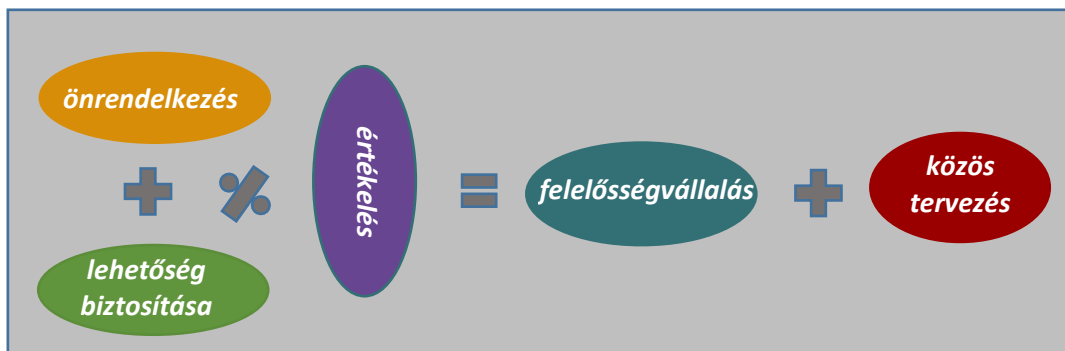 önrendelkezés
+
lehetőség
biztosítása
%
értékelés
=
felelősségvállalás
+
közös
tervezés